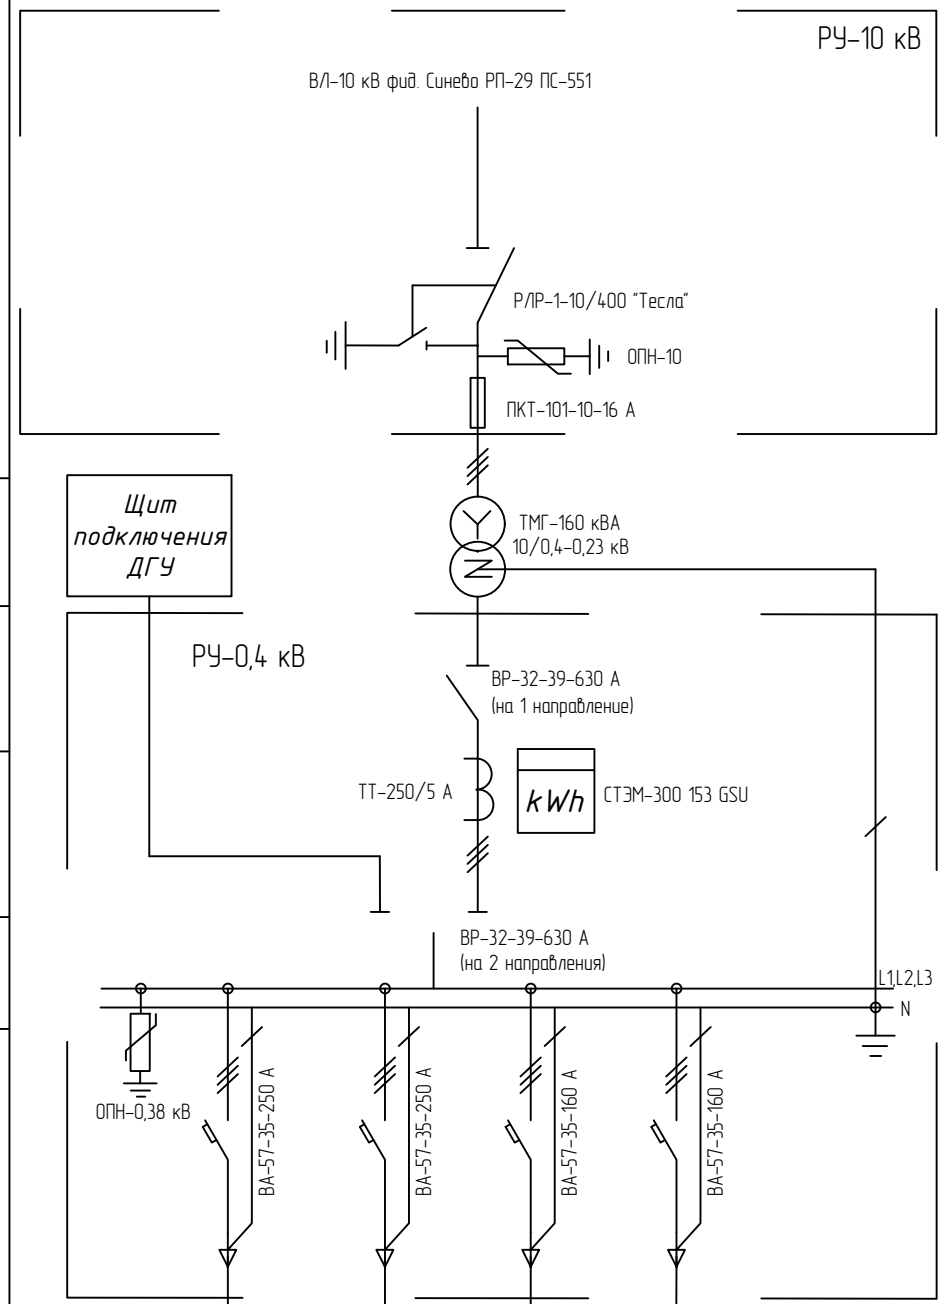 РУ-10 кВ
ВЛ-10 кВ фид. Синево РП-29 ПС-551
РЛР-1-10/400 "Тесла"
ОПН-10
ПКТ-101-10-16 А
Щит
подключения
ДГУ
ТМГ-160 кВА
10/0,4-0,23 кВ
РУ-0,4 кВ
ВР-32-39-630 А
(на 1 направление)
ТТ-250/5 А
kWh
СТЭМ-300 153 GSU
ВР-32-39-630 А
(на 2 направления)
L1,L2,L3
N
ОПН-0,38 кВ
ВА-57-35-250 А
ВА-57-35-250 А
ВА-57-35-160 А
ВА-57-35-160 А